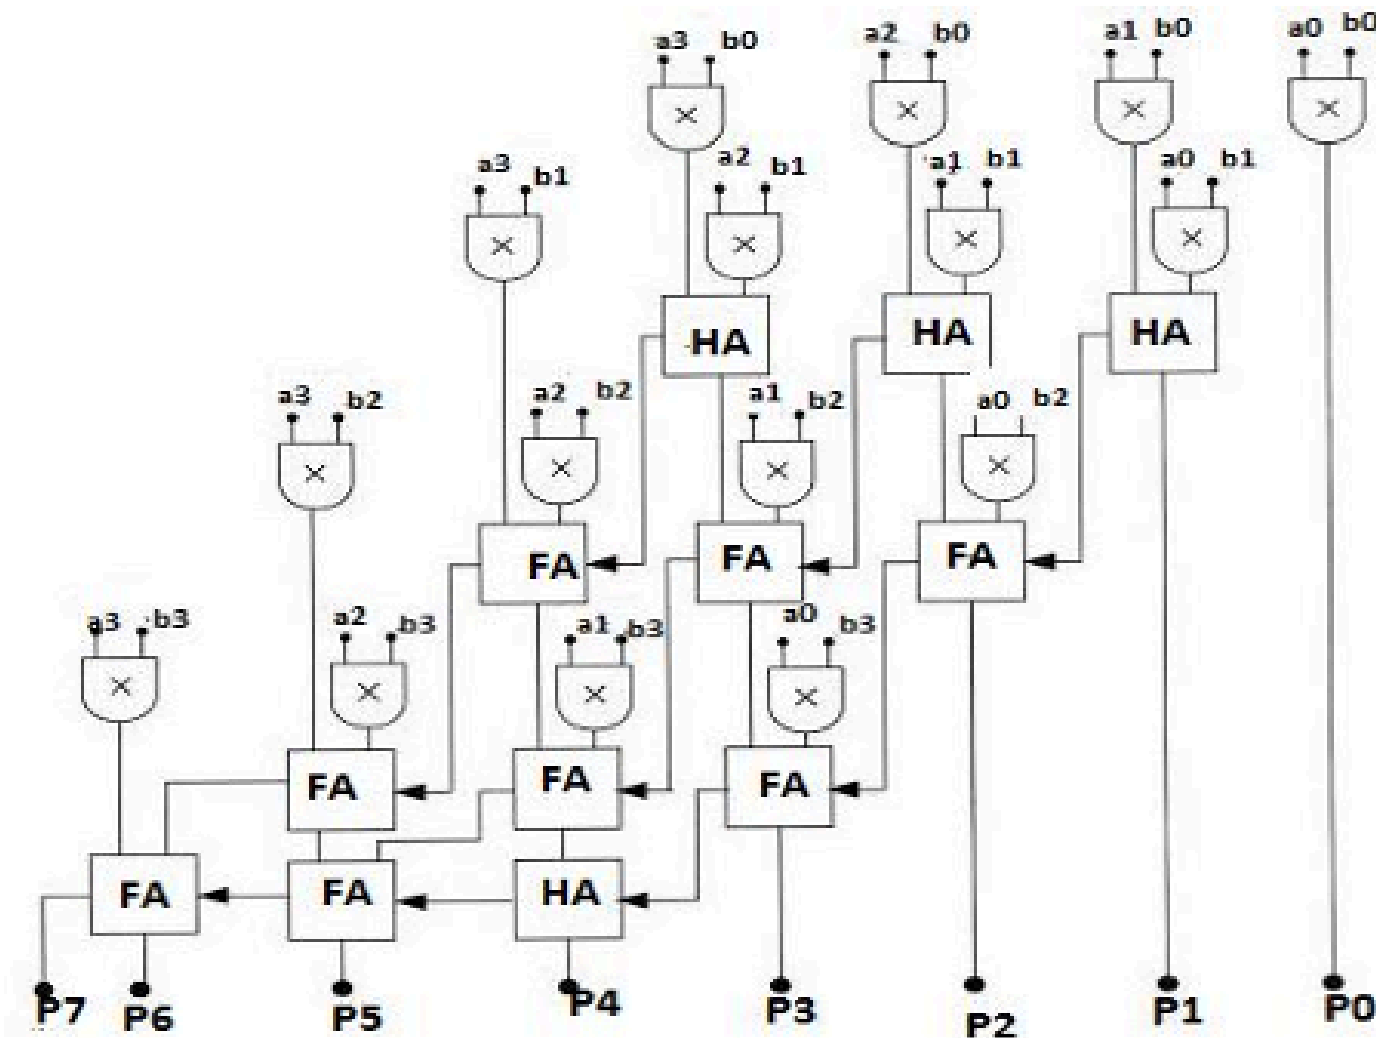 a3 b0 a2 b0 a1 b0 a0 b0
a3 b1 a2 b1 a1 b1 a0 b1
HA HA HA
a3 b2 a2 b2 a1 b2 a0 b2
FA FA FA
a3 b3 a2 b3 a1 b3 a0 b3
FA FA FA
FA FA HA
P7 P6 P5 P4 P3 P2 P1 P0